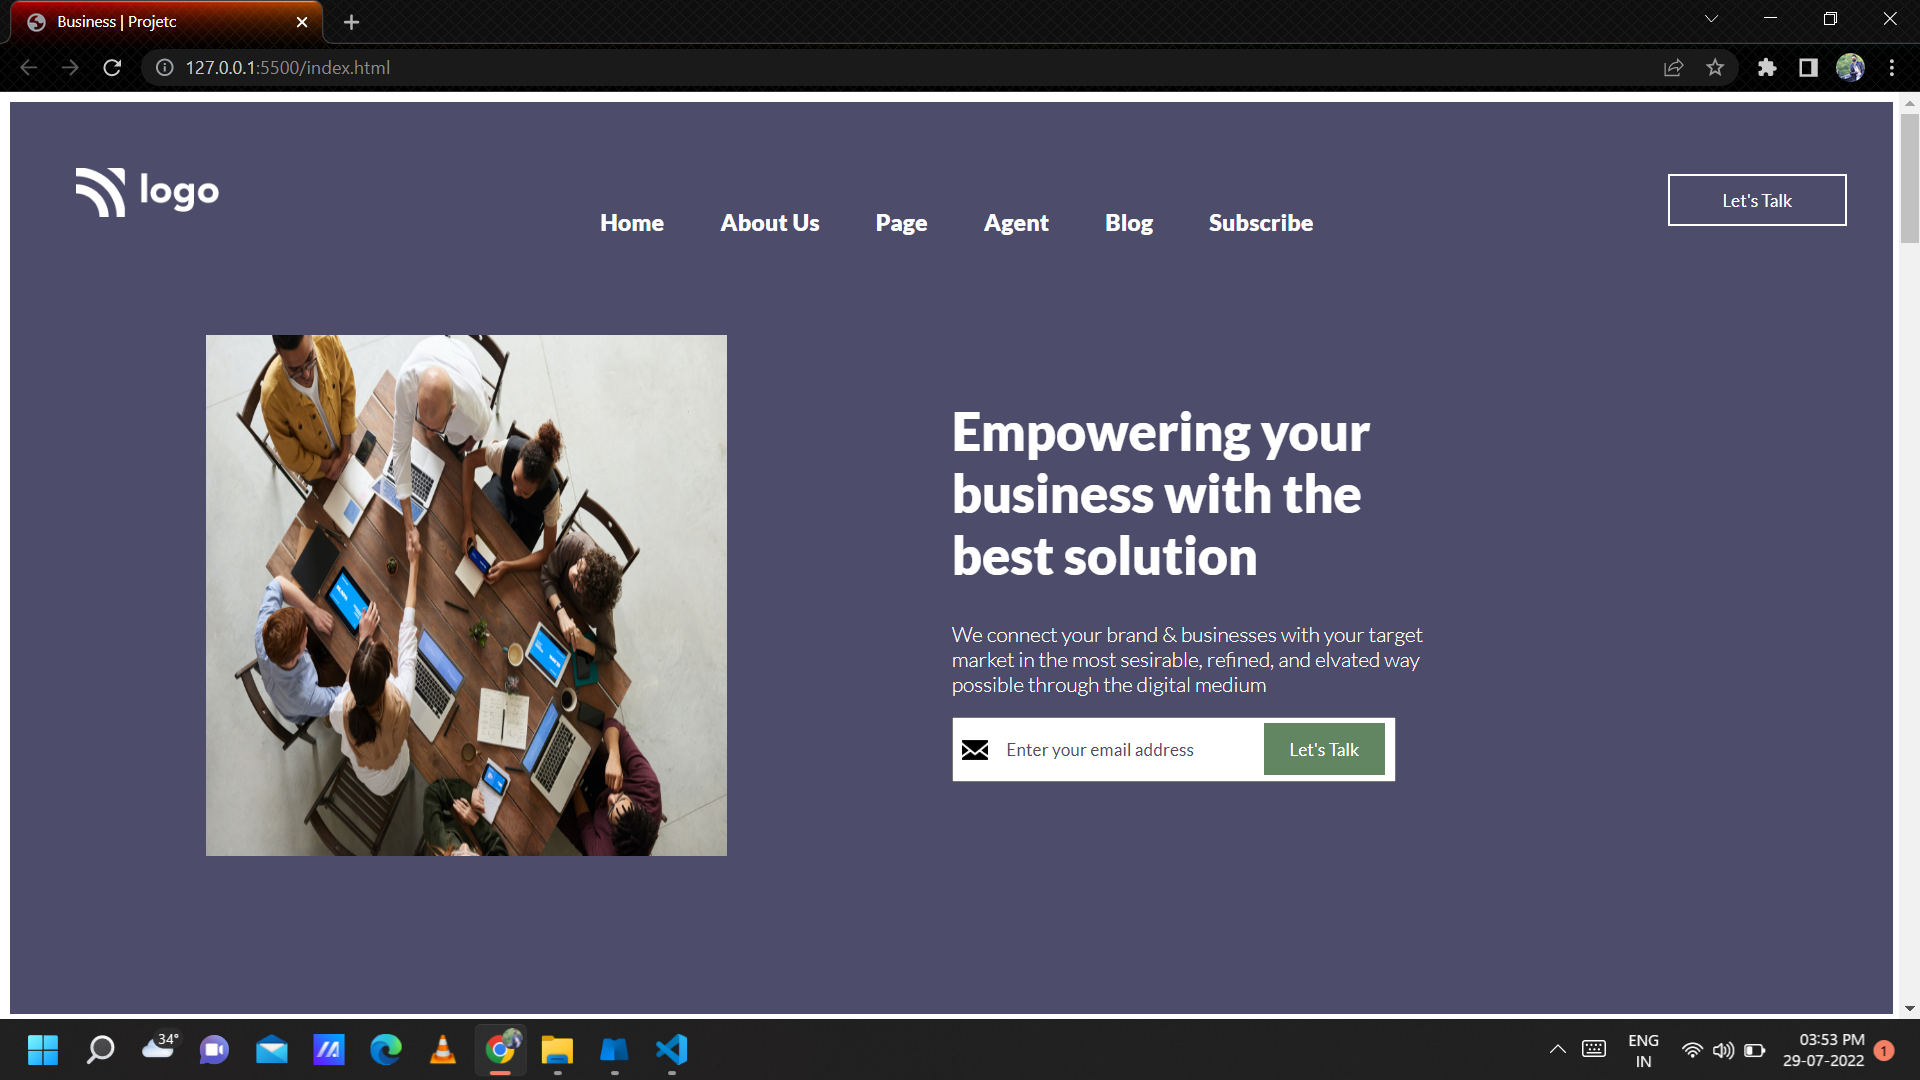 Business | Projetc
127.0.0.1:5500/index.html
logo
Home About Us Page Agent Blog Subscribe
Let's Talk
Empowering your
business with the
best solution
We connect your brand & businesses with your target
market in the most sesirable, refined, and elvated way
possible through the digital medium
Enter your email address
Let's Talk
34°
ENG
IN
03:53 PM
29-07-2022
1